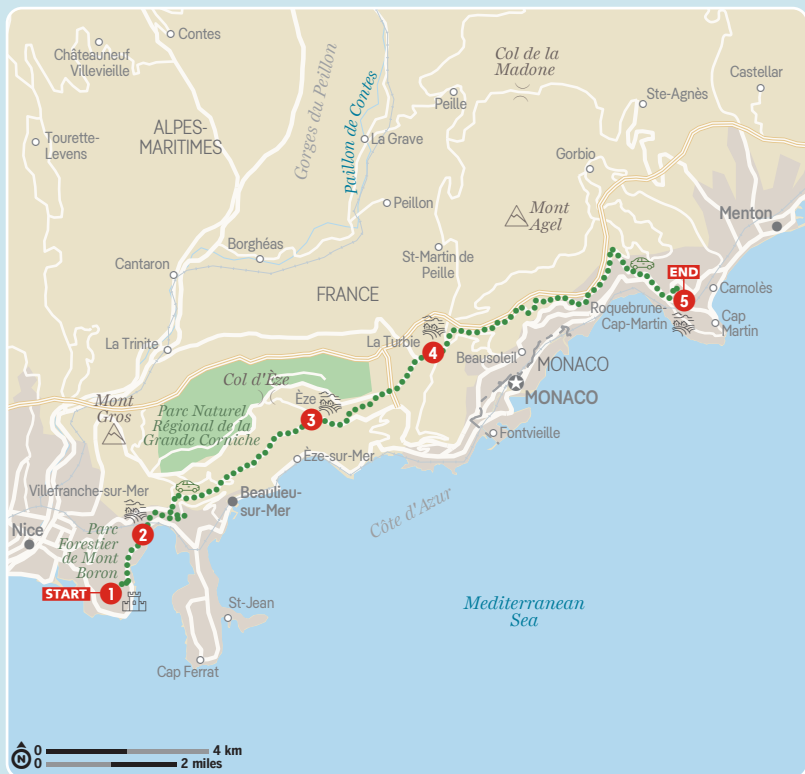 Contes
Châteauneuf
Villevieille
Col de la
Madone
Castellar
Peille
Ste-Agnès
Gorges du Peillon
Paillon de Contes
ALPES-
MARITIMES
La Grave
Tourette-
Levens
Gorbio
Peillon
Mont
Agel
Menton
Borghéas
St-Martin de
Peille
Cantaron
END
FRANCE
Carnolès
5
Roquebrune-
Cap-Martin
Cap
Martin
La Trinite
La Turbie
4
Beausoleil
MONACO
MONACO
Col d'Èze
Mont
Gros
Èze
3
Parc Naturel
Régional de la
Grande Corniche
Fontvieille
Èze-sur-Mer
Villefranche-sur-Mer
Beaulieu-
sur-Mer
Côte d'Azur
Nice
2
Parc
Forestier
de Mont
Boron
START
1
St-Jean
Mediterranean
Sea
Cap Ferrat
N
0
4 km
0
2 miles